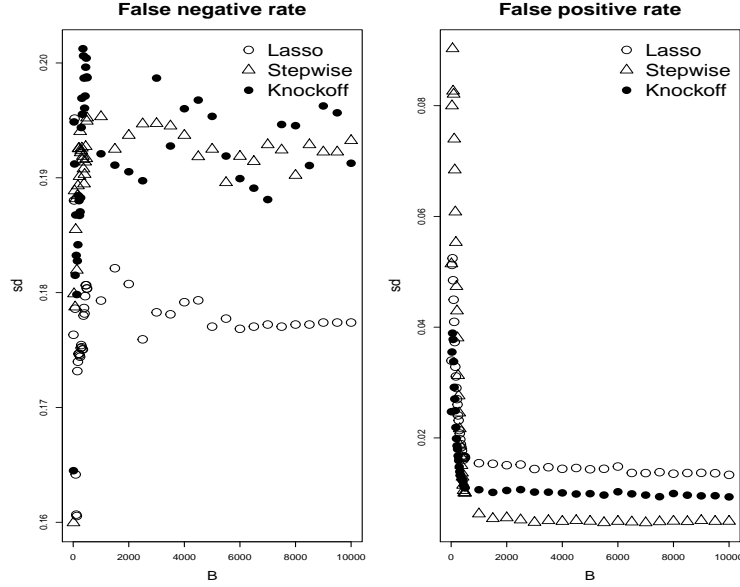 False negative rate
Lasso
Stepwise
Knockoff
0.20
0.19
0.18
0.17
0.16
sd
0 2000 4000 6000 8000 10000
B
False positive rate
Lasso
Stepwise
Knockoff
0.08
0.06
0.04
0.02
sd
0 2000 4000 6000 8000 10000
B